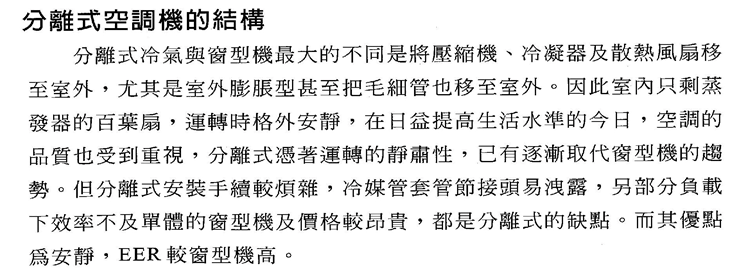 分離式空調機的結構
分離式冷氣與窗型機最大的不同是將壓縮機、冷凝器及散熱風扇移
至室外，尤其是室外膨脹型甚至把毛細管也移至室外。因此室內只剩蒸
發器的百葉扇，運轉時格外安靜，在日益提高生活水準的今日，空調的
品質也受到重視，分離式憑著運轉的靜肅性，已有逐漸取代窗型機的趨
勢。但分離式安裝手續較煩雜，冷媒管套管節接頭易洩露，另部分負載
下效率不及單體的窗型機及價格較昂貴，都是分離式的缺點。而其優點
爲安靜，EER 較窗型機高。